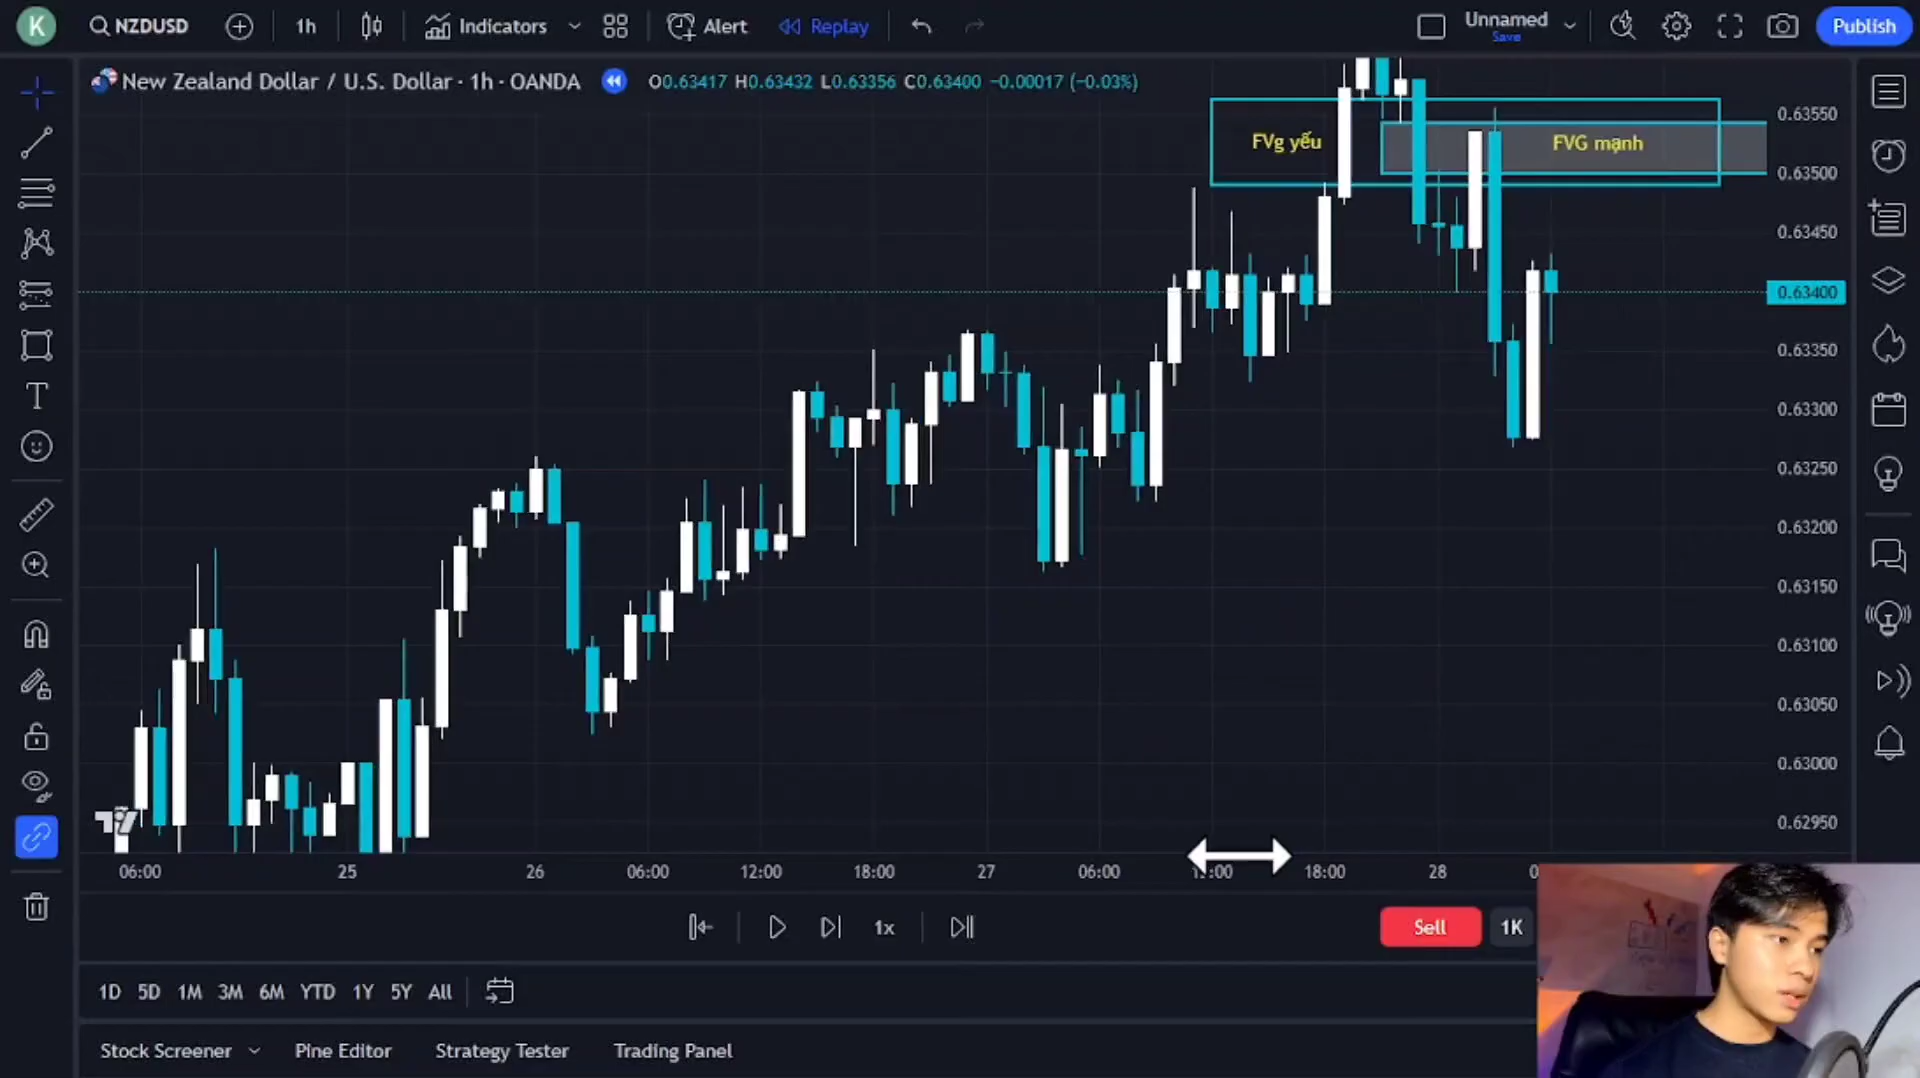 K
NZDUSD
1h
Indicators
Alert
Replay
Unnamed
Save
Publish
New Zealand Dollar / U.S. Dollar · 1h · OANDA
O0.63417 H0.63432 L0.63356 C0.63400 −0.00017 (−0.03%)
FVg yếu
FVG mạnh
0.63550
0.63500
0.63450
0.63400
0.63350
0.63300
0.63250
0.63200
0.63150
0.63100
0.63050
0.63000
0.62950
06:00
25
26
06:00
12:00
18:00
27
06:00
18:00
28
1x
Sell
1K
1D 5D 1M 3M 6M YTD 1Y 5Y All
Stock Screener
Pine Editor
Strategy Tester
Trading Panel